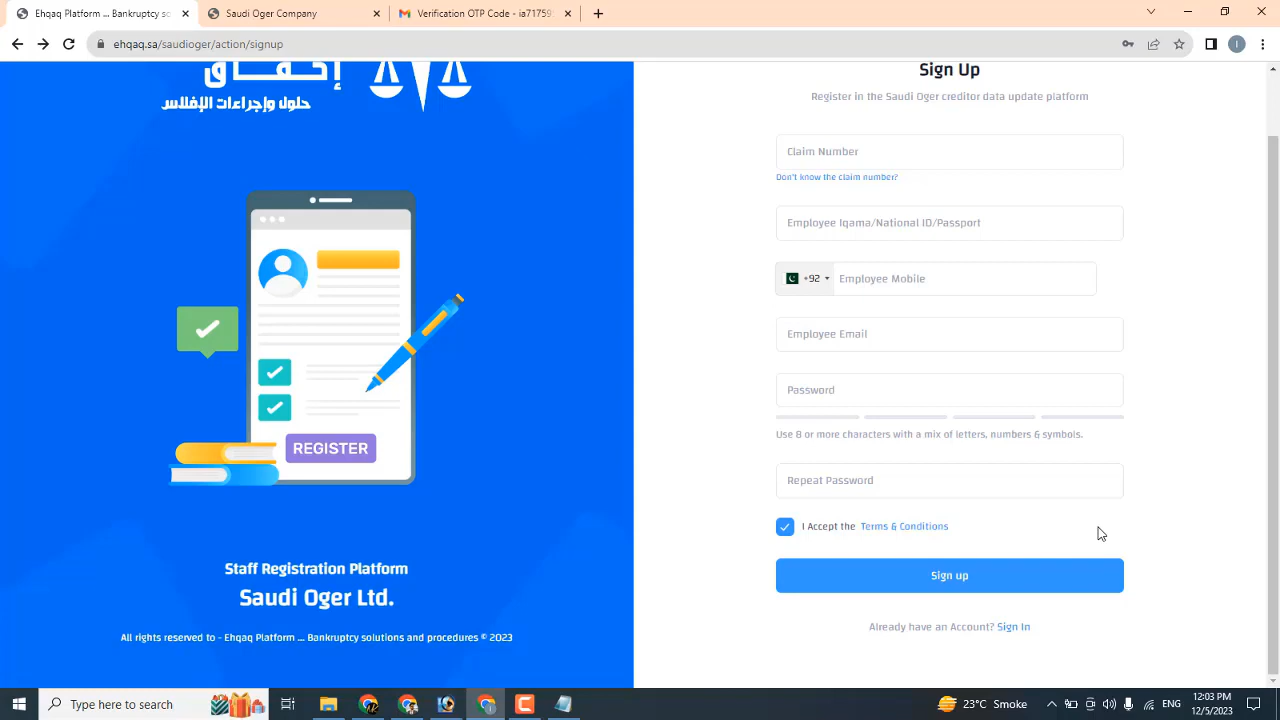 Ehqaq Platform ... Bankruptcy sc
Saudi Oger Company
Verification OTP Code - ia71759
ehqaq.sa/saudioger/action/signup
إحقاق
حلول وإجراءات الإفلاس
REGISTER
Staff Registration Platform
Saudi Oger Ltd.
All rights reserved to - Ehqaq Platform ... Bankruptcy solutions and procedures © 2023
Sign Up
Register in the Saudi Oger creditor data update platform
Claim Number
Don't know the claim number?
Employee Iqama/National ID/Passport
+92 Employee Mobile
Employee Email
Password
Use 8 or more characters with a mix of letters, numbers & symbols.
Repeat Password
I Accept the Terms & Conditions
Sign up
Already have an Account? Sign In
Type here to search
23°C Smoke
ENG
12:03 PM
12/5/2023